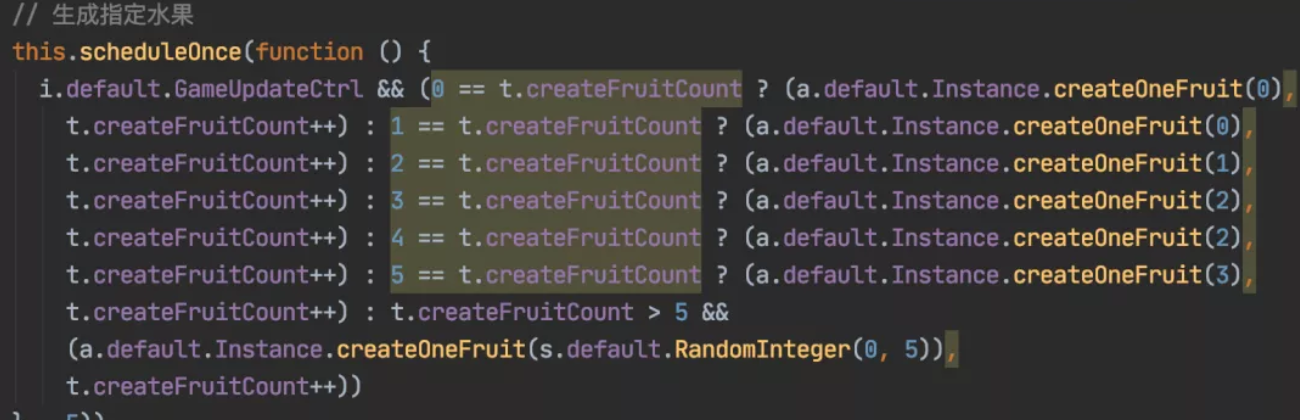 // 生成指定水果
this.scheduleOnce(function () {
i.default.GameUpdateCtrl && (0 == t.createFruitCount ? (a.default.Instance.createOneFruit(0),
t.createFruitCount++) : 1 == t.createFruitCount ? (a.default.Instance.createOneFruit(0),
t.createFruitCount++) : 2 == t.createFruitCount ? (a.default.Instance.createOneFruit(1),
t.createFruitCount++) : 3 == t.createFruitCount ? (a.default.Instance.createOneFruit(2),
t.createFruitCount++) : 4 == t.createFruitCount ? (a.default.Instance.createOneFruit(2),
t.createFruitCount++) : 5 == t.createFruitCount ? (a.default.Instance.createOneFruit(3),
t.createFruitCount++) : t.createFruitCount > 5 &&
(a.default.Instance.createOneFruit(s.default.RandomInteger(0, 5)),
t.createFruitCount++))